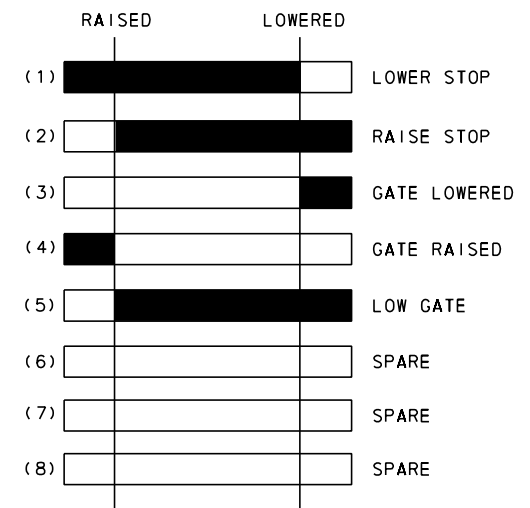 RAISED LOWERED
(1) LOWER STOP
(2) RAISE STOP
(3) GATE LOWERED
(4) GATE RAISED
(5) LOW GATE
(6) SPARE
(7) SPARE
(8) SPARE